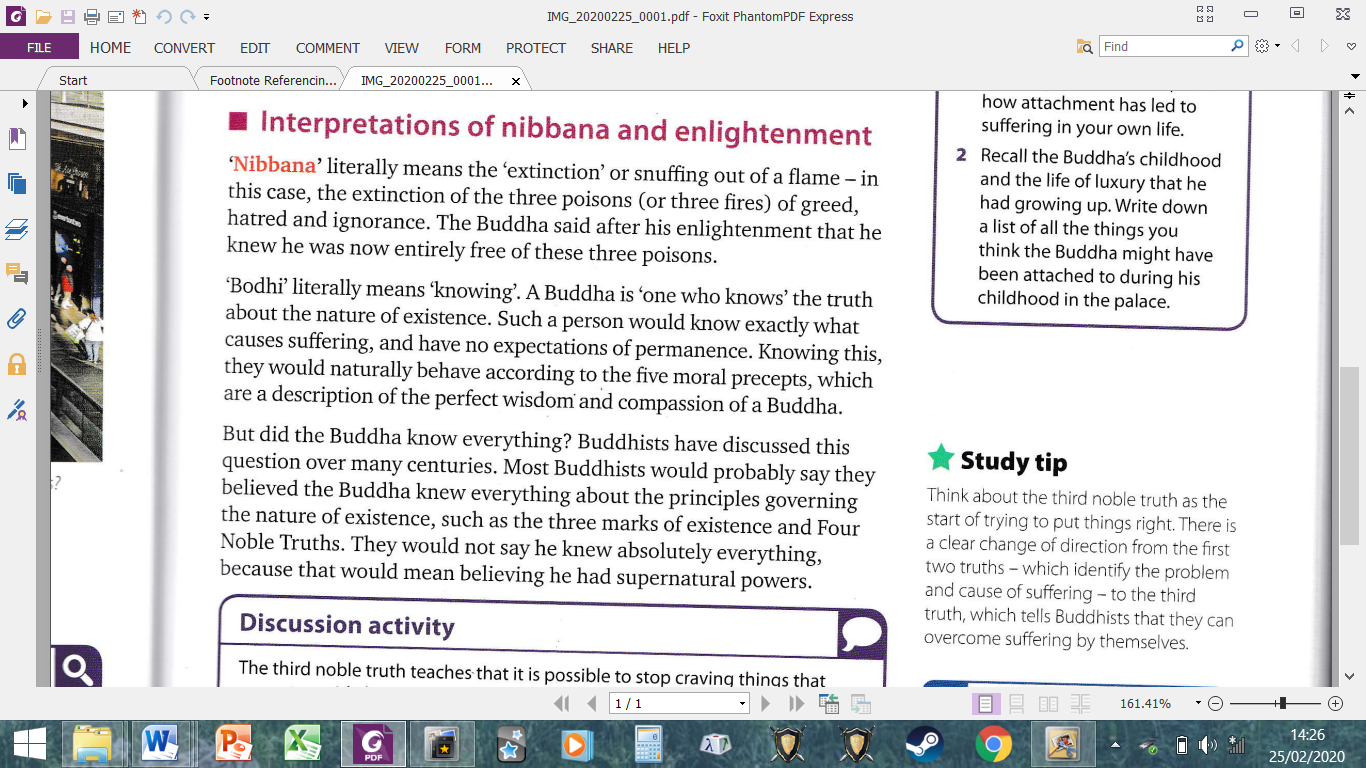 IMG_20200225_0001.pdf - Foxit PhantomPDF Express
FILE HOME CONVERT EDIT COMMENT VIEW FORM PROTECT SHARE HELP
Find
Start Footnote Referencin... IMG_20200225_0001...
Interpretations of nibbana and enlightenment
‘Nibbana’ literally means the ‘extinction’ or snuffing out of a flame – in
this case, the extinction of the three poisons (or three fires) of greed,
hatred and ignorance. The Buddha said after his enlightenment that he
knew he was now entirely free of these three poisons.
‘Bodhi’ literally means ‘knowing’. A Buddha is ‘one who knows’ the truth
about the nature of existence. Such a person would know exactly what
causes suffering, and have no expectations of permanence. Knowing this,
they would naturally behave according to the five moral precepts, which
are a description of the perfect wisdom and compassion of a Buddha.
But did the Buddha know everything? Buddhists have discussed this
question over many centuries. Most Buddhists would probably say they
believed the Buddha knew everything about the principles governing
the nature of existence, such as the three marks of existence and Four
Noble Truths. They would not say he knew absolutely everything,
because that would mean believing he had supernatural powers.
Discussion activity
The third noble truth teaches that it is possible to stop craving things that
how attachment has led to
suffering in your own life.
2 Recall the Buddha’s childhood
and the life of luxury that he
had growing up. Write down
a list of all the things you
think the Buddha might have
been attached to during his
childhood in the palace.
Study tip
Think about the third noble truth as the
start of trying to put things right. There is
a clear change of direction from the first
two truths – which identify the problem
and cause of suffering – to the third
truth, which tells Buddhists that they can
overcome suffering by themselves.
1 / 1
161.41%
PDF
14:26
25/02/2020